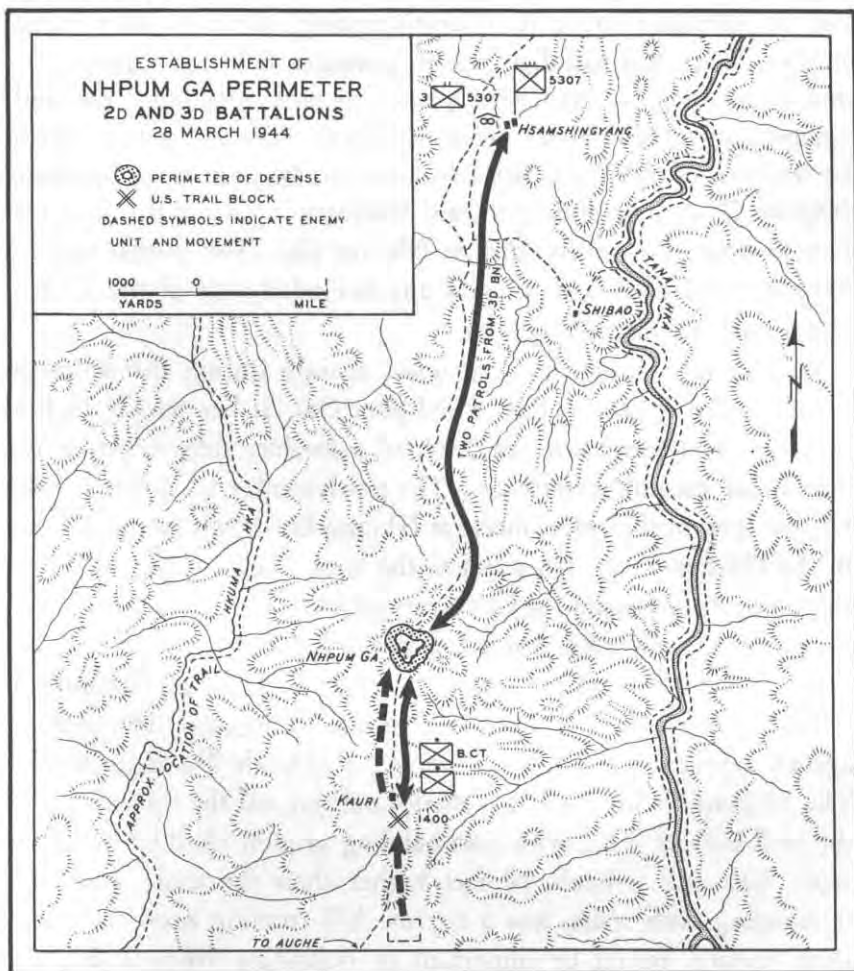 ESTABLISHMENT OF
NHPUM GA PERIMETER
2D AND 3D BATTALIONS
28 MARCH 1944
PERIMETER OF DEFENSE
U.S. TRAIL BLOCK
DASHED SYMBOLS INDICATE ENEMY
UNIT AND MOVEMENT
1000 0 1
YARDS MILE
3 5307
5307
HSAMSHINGYANG
TANAI HKA
SHIBAO
TWO PATROLS FROM 3D BN
HKUMA HKA
NHPUM GA
APPROX LOCATION OF TRAIL
B.CT.
KAURI
1400
TO AUCHE